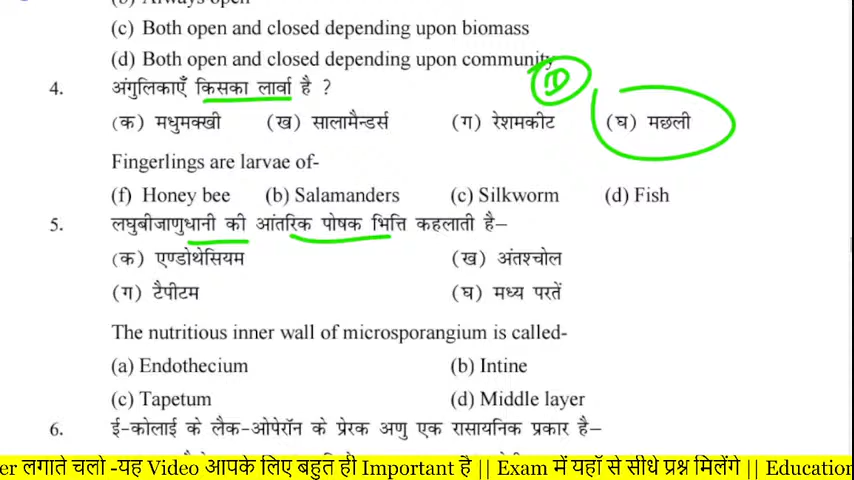 (b) Always open
(c) Both open and closed depending upon biomass
(d) Both open and closed depending upon community
4. अंगुलिकाएँ किसका लार्वा है ?
D
(क) मधुमक्खी (ख) सालामैन्डर्स (ग) रेशमकीट (घ) मछली
Fingerlings are larvae of-
(f) Honey bee (b) Salamanders (c) Silkworm (d) Fish
5. लघुबीजाणुधानी की आंतरिक पोषक भित्ति कहलाती है–
(क) एण्डोथेसियम (ख) अंतश्चोल
(ग) टैपीटम (घ) मध्य परतें
The nutritious inner wall of microsporangium is called-
(a) Endothecium (b) Intine
(c) Tapetum (d) Middle layer
6. ई-कोलाई के लैक-ओपेरॉन के प्रेरक अणु एक रासायनिक प्रकार है–
er लगाते चलो -यह Video आपके लिए बहुत ही Important है || Exam में यहाँ से सीधे प्रश्न मिलेंगे || Education